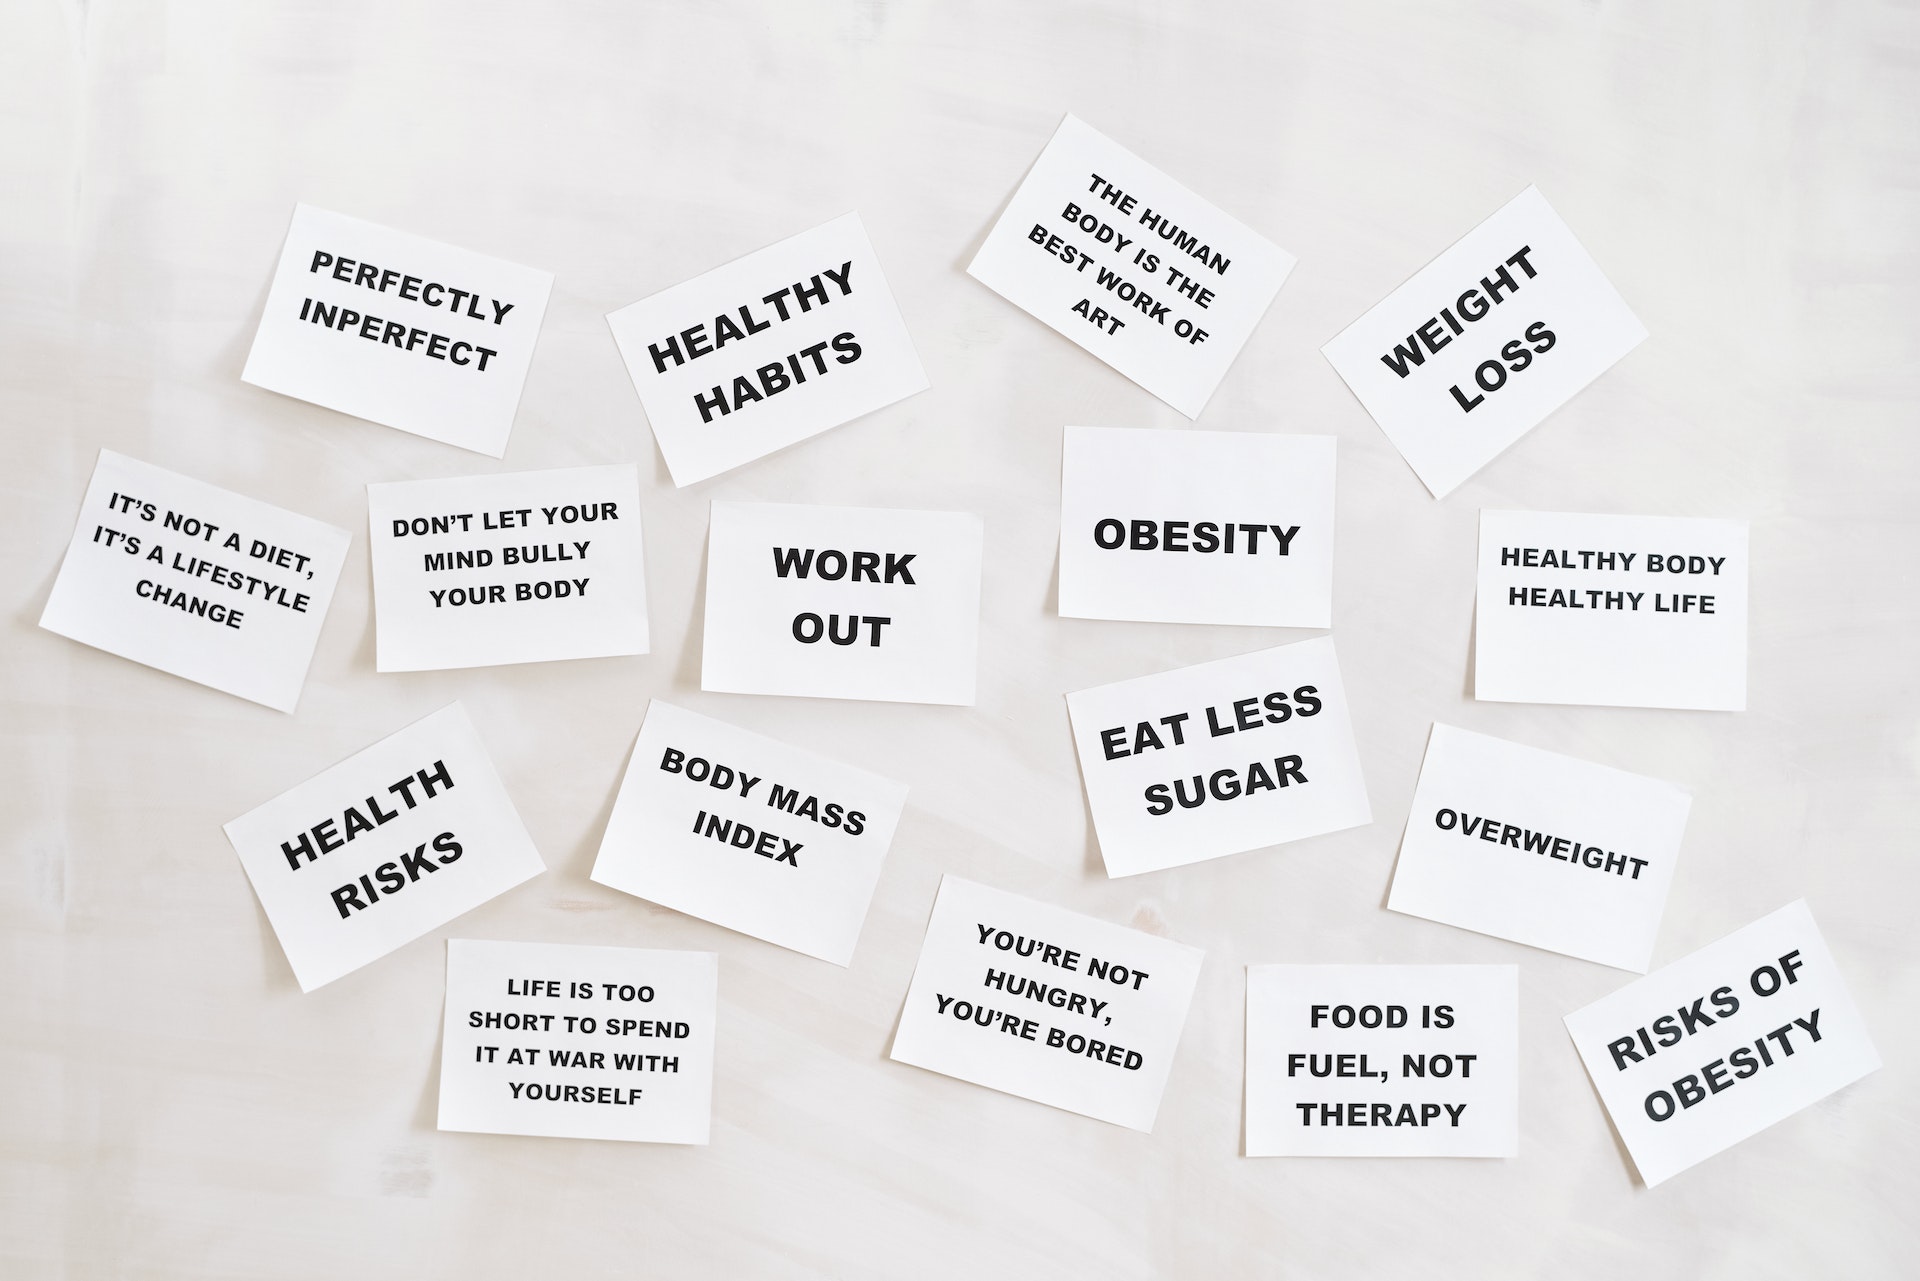 PERFECTLY
INPERFECT
HEALTHY
HABITS
THE HUMAN
BODY IS THE
BEST WORK OF
ART
WEIGHT
LOSS
IT'S NOT A DIET,
IT'S A LIFESTYLE
CHANGE
DON'T LET YOUR
MIND BULLY
YOUR BODY
WORK
OUT
OBESITY
HEALTHY BODY
HEALTHY LIFE
HEALTH
RISKS
BODY MASS
INDEX
EAT LESS
SUGAR
OVERWEIGHT
LIFE IS TOO
SHORT TO SPEND
IT AT WAR WITH
YOURSELF
YOU'RE NOT
HUNGRY,
YOU'RE BORED
FOOD IS
FUEL, NOT
THERAPY
RISKS OF
OBESITY